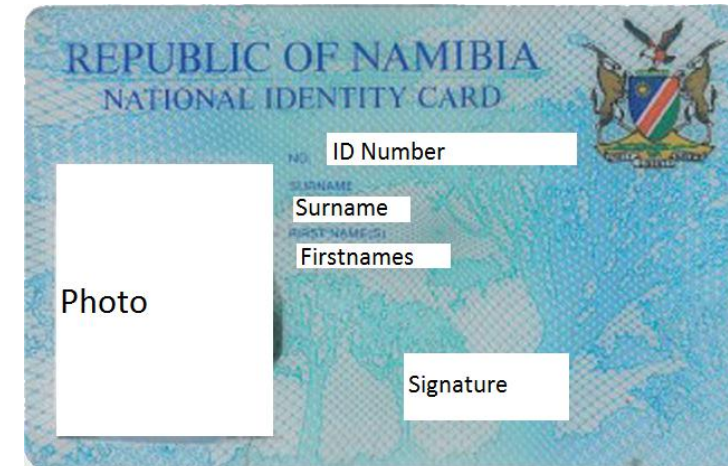 REPUBLIC OF NAMIBIA
NATIONAL IDENTITY CARD
NO. ID Number
SURNAME
Surname
FIRST NAME(S)
Firstnames
Photo
Signature